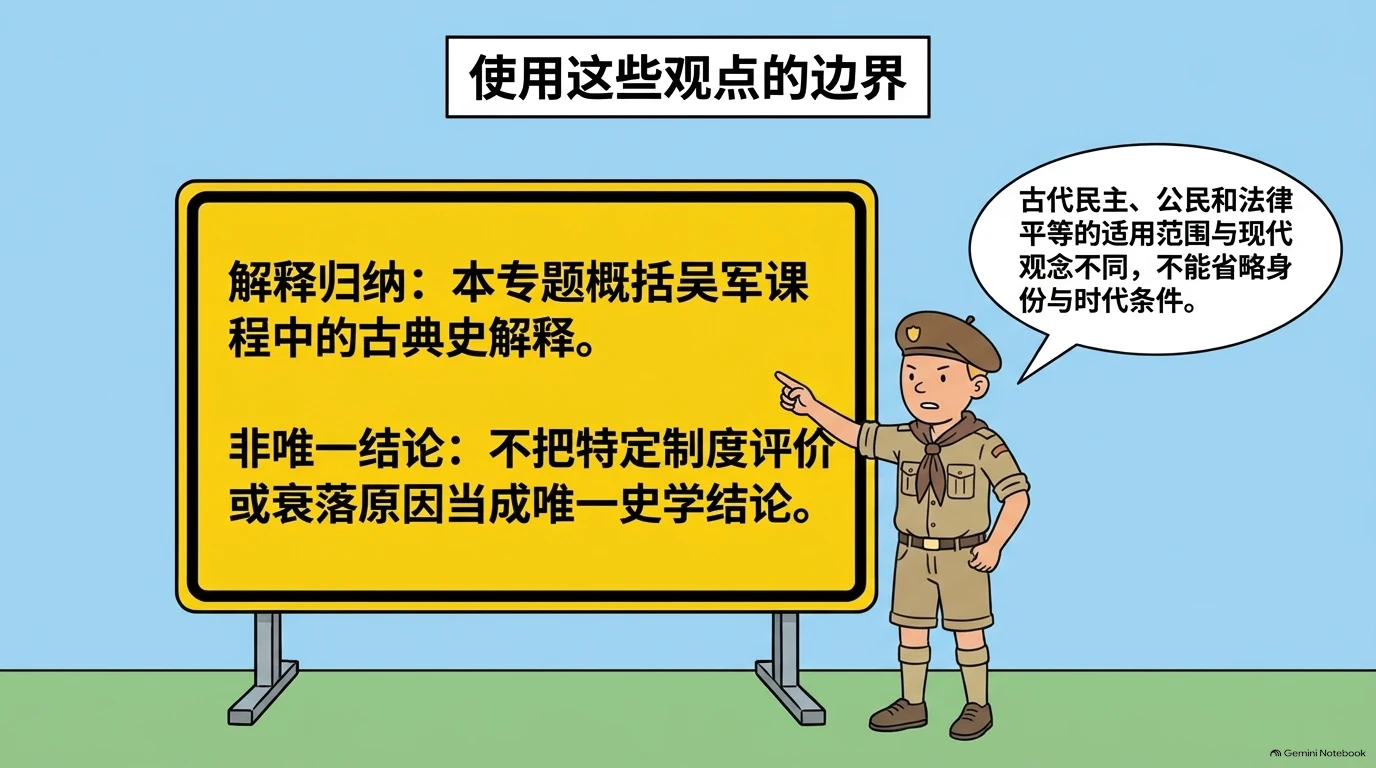 使用这些观点的边界
解释归纳：本专题概括吴军课
程中的古典史解释。
非唯一结论：不把特定制度评价
或衰落原因当成唯一史学结论。
古代民主、公民和法律
平等的适用范围与现代
观念不同，不能省略身
份与时代条件。
Gemini Notebook